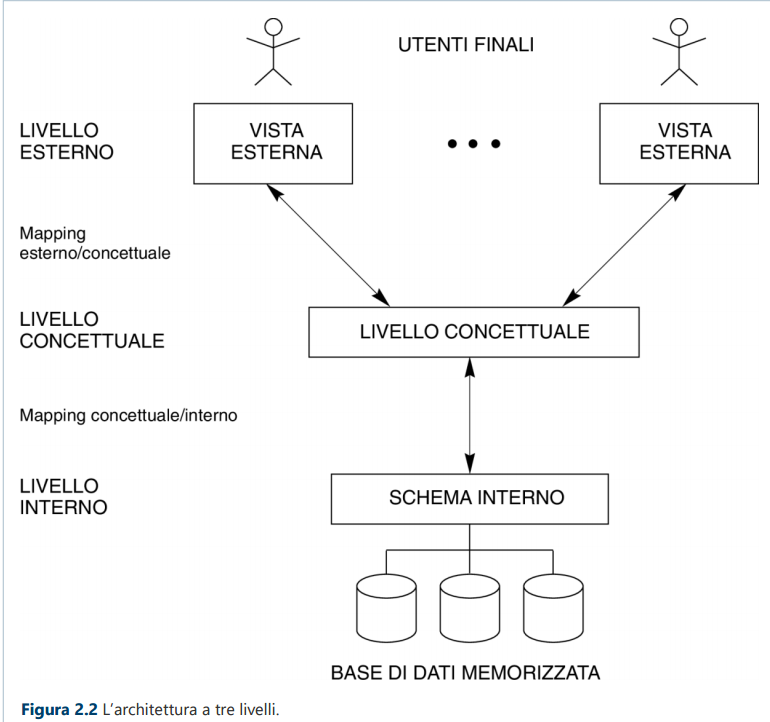 UTENTI FINALI
LIVELLO
ESTERNO
VISTA
ESTERNA
VISTA
ESTERNA
Mapping
esterno/concettuale
LIVELLO
CONCETTUALE
LIVELLO CONCETTUALE
Mapping concettuale/interno
LIVELLO
INTERNO
SCHEMA INTERNO
BASE DI DATI MEMORIZZATA
Figura 2.2 L’architettura a tre livelli.